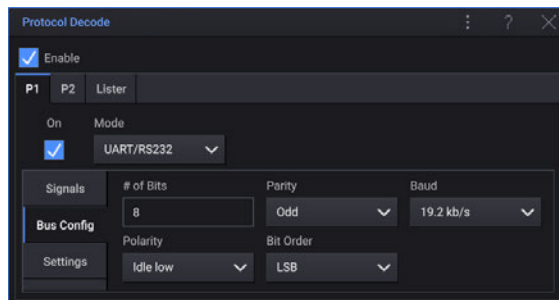 Protocol Decode
Enable
P1 P2 Lister
On Mode
UART/RS232
Signals # of Bits Parity Baud
8 Odd 19.2 kb/s
Bus Config
Polarity Bit Order
Settings Idle low LSB